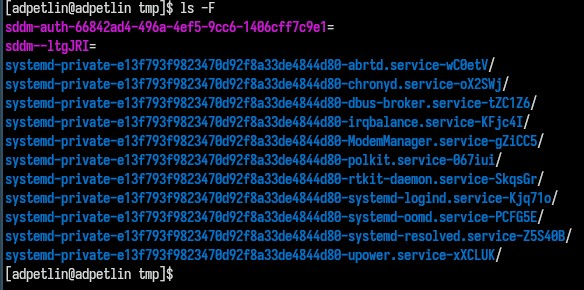 [adpetlin@adpetlin tmp]$ ls -F
sddm-auth-66842ad4-496a-4ef5-9cc6-1406cff7c9e1=
sddm--ltgJRI=
systemd-private-e13f793f9823470d92f8a33de4844d80-abrtd.service-wC0etV/
systemd-private-e13f793f9823470d92f8a33de4844d80-chronyd.service-oX2SWj/
systemd-private-e13f793f9823470d92f8a33de4844d80-dbus-broker.service-tZC1Z6/
systemd-private-e13f793f9823470d92f8a33de4844d80-irqbalance.service-KFjc4I/
systemd-private-e13f793f9823470d92f8a33de4844d80-ModemManager.service-gZiCC5/
systemd-private-e13f793f9823470d92f8a33de4844d80-polkit.service-067iui/
systemd-private-e13f793f9823470d92f8a33de4844d80-rtkit-daemon.service-SkqsGr/
systemd-private-e13f793f9823470d92f8a33de4844d80-systemd-logind.service-Kjq71o/
systemd-private-e13f793f9823470d92f8a33de4844d80-systemd-oomd.service-PCFG5E/
systemd-private-e13f793f9823470d92f8a33de4844d80-systemd-resolved.service-Z5S40B/
systemd-private-e13f793f9823470d92f8a33de4844d80-upower.service-xXCLUK/
[adpetlin@adpetlin tmp]$